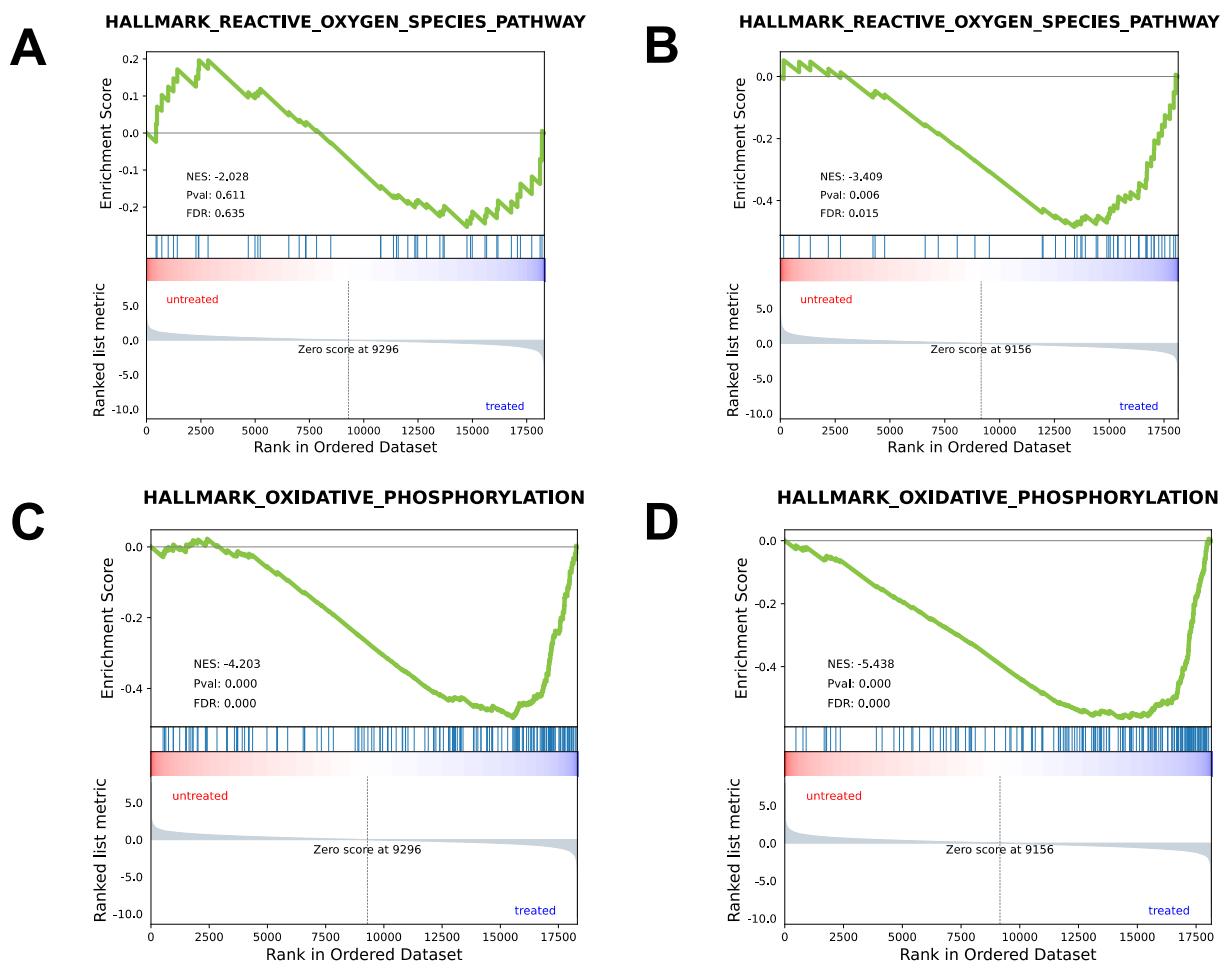 A
HALLMARK_REACTIVE_OXYGEN_SPECIES_PATHWAY
Enrichment Score
0.2
0.1
0.0
-0.1
-0.2
NES: -2.028
Pval: 0.611
FDR: 0.635
Ranked list metric
5.0
0.0
-5.0
-10.0
untreated
Zero score at 9296
treated
0 2500 5000 7500 10000 12500 15000 17500
Rank in Ordered Dataset
B
HALLMARK_REACTIVE_OXYGEN_SPECIES_PATHWAY
Enrichment Score
0.0
-0.2
-0.4
NES: -3.409
Pval: 0.006
FDR: 0.015
Ranked list metric
5.0
0.0
-5.0
-10.0
untreated
Zero score at 9156
treated
0 2500 5000 7500 10000 12500 15000 17500
Rank in Ordered Dataset
C
HALLMARK_OXIDATIVE_PHOSPHORYLATION
Enrichment Score
0.0
-0.2
-0.4
NES: -4.203
Pval: 0.000
FDR: 0.000
Ranked list metric
5.0
0.0
-5.0
-10.0
untreated
Zero score at 9296
treated
0 2500 5000 7500 10000 12500 15000 17500
Rank in Ordered Dataset
D
HALLMARK_OXIDATIVE_PHOSPHORYLATION
Enrichment Score
0.0
-0.2
-0.4
NES: -5.438
Pval: 0.000
FDR: 0.000
Ranked list metric
5.0
0.0
-5.0
-10.0
untreated
Zero score at 9156
treated
0 2500 5000 7500 10000 12500 15000 17500
Rank in Ordered Dataset